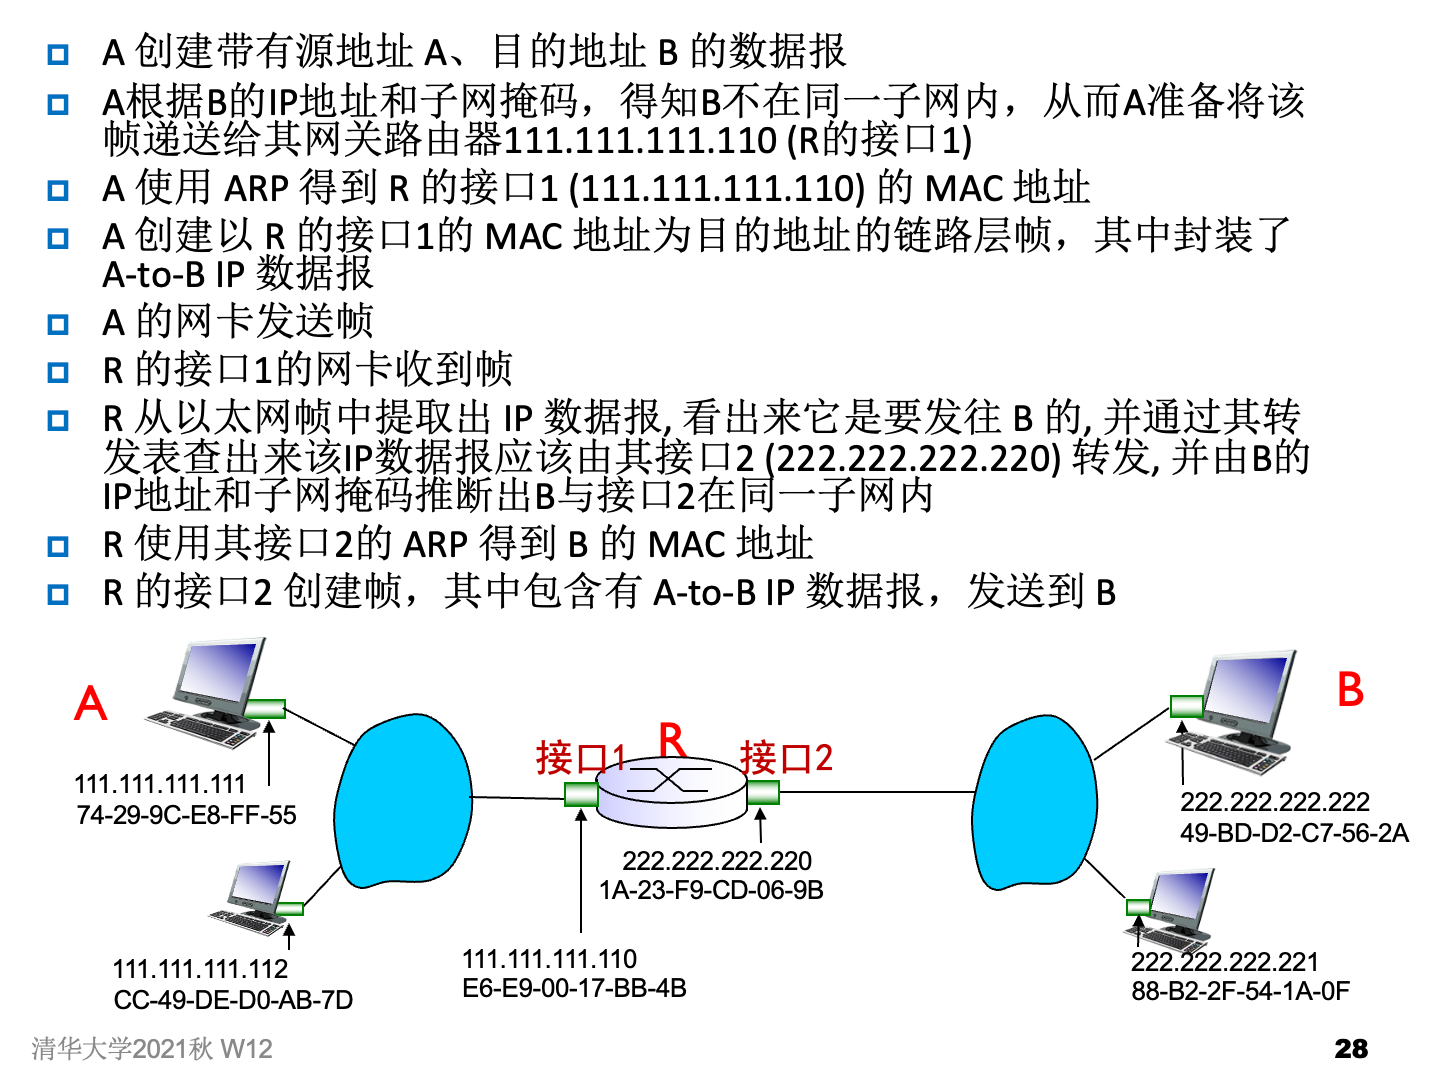 A 创建带有源地址 A、目的地址 B 的数据报
A根据B的IP地址和子网掩码，得知B不在同一子网内，从而A准备将该
帧递送给其网关路由器111.111.111.110 (R的接口1)
A 使用 ARP 得到 R 的接口1 (111.111.111.110) 的 MAC 地址
A 创建以 R 的接口1的 MAC 地址为目的地址的链路层帧，其中封装了
A-to-B IP 数据报
A 的网卡发送帧
R 的接口1的网卡收到帧
R 从以太网帧中提取出 IP 数据报, 看出来它是要发往 B 的, 并通过其转
发表查出来该IP数据报应该由其接口2 (222.222.222.220) 转发, 并由B的
IP地址和子网掩码推断出B与接口2在同一子网内
R 使用其接口2的 ARP 得到 B 的 MAC 地址
R 的接口2 创建帧，其中包含有 A-to-B IP 数据报，发送到 B
A
111.111.111.111
74-29-9C-E8-FF-55
111.111.111.112
CC-49-DE-D0-AB-7D
接口1
R
接口2
222.222.222.220
1A-23-F9-CD-06-9B
111.111.111.110
E6-E9-00-17-BB-4B
B
222.222.222.222
49-BD-D2-C7-56-2A
222.222.222.221
88-B2-2F-54-1A-0F
清华大学2021秋 W12
28